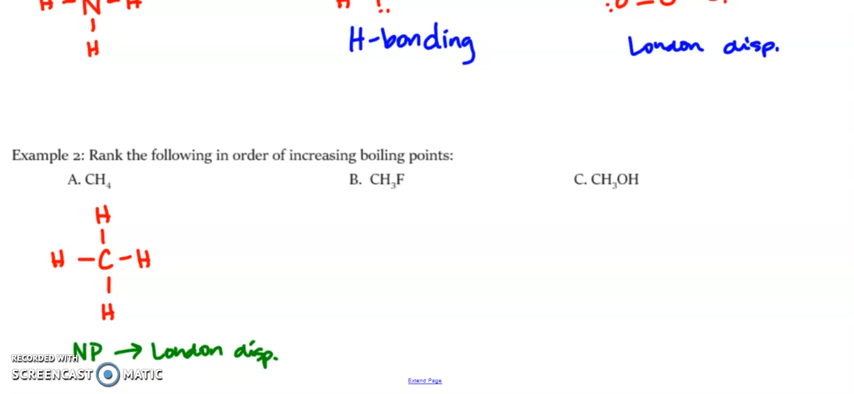 H - N - H
H
H-bonding
London disp.
Example 2: Rank the following in order of increasing boiling points:
A. CH₄
B. CH₃F
C. CH₃OH
H
H - C - H
H
NP → London disp.
RECORDED WITH
SCREENCAST MATIC
Extend Page